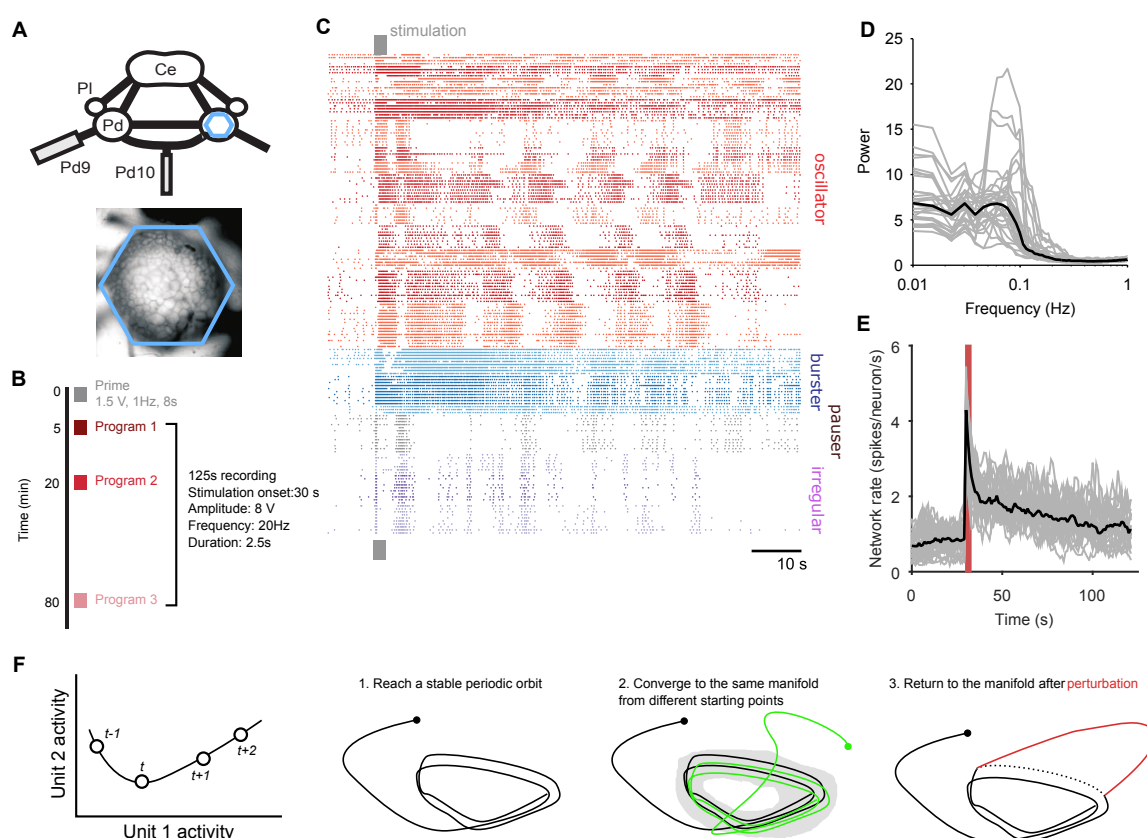 A
Ce
Pl
Pd
Pd9
Pd10
B
0
Prime
1.5 V, 1Hz, 8s
5
Program 1
20
Program 2
80
Program 3
Time (min)
125s recording
Stimulation onset:30 s
Amplitude: 8 V
Frequency: 20Hz
Duration: 2.5s
C
stimulation
oscillator
burster
pauser
irregular
10 s
D
Power
25
20
15
10
5
0
0.01
0.1
1
Frequency (Hz)
E
Network rate (spikes/neuron/s)
6
4
2
0
0
50
100
Time (s)
F
Unit 2 activity
t-1
t
t+1
t+2
Unit 1 activity
1. Reach a stable periodic orbit
2. Converge to the same manifold
from different starting points
3. Return to the manifold after perturbation